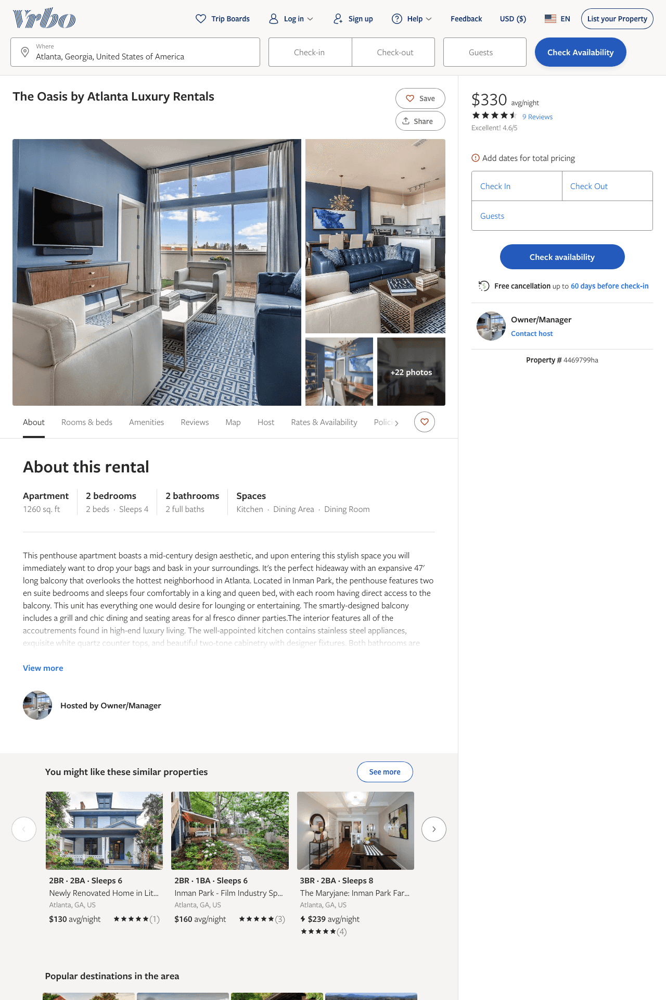 Vrbo
Trip Boards
Log in
Sign up
Help
Feedback
USD ($)
EN
List your Property
Where
Atlanta, Georgia, United States of America
Check-in
Check-out
Guests
Check Availability
The Oasis by Atlanta Luxury Rentals
Save
Share
+22 photos
$330 avg/night
9 Reviews
Excellent! 4.6/5
Add dates for total pricing
Check In
Check Out
Guests
Check availability
Free cancellation up to 60 days before check-in
Owner/Manager
Contact host
Property # 4469799ha
About
Rooms & beds
Amenities
Reviews
Map
Host
Rates & Availability
Polici
About this rental
Apartment
1260 sq. ft
2 bedrooms
2 beds · Sleeps 4
2 bathrooms
2 full baths
Spaces
Kitchen · Dining Area · Dining Room
This penthouse apartment boasts a mid-century design aesthetic, and upon entering this stylish space you will
immediately want to drop your bags and bask in your surroundings. It's the perfect hideaway with an expansive 47'
long balcony that overlooks the hottest neighborhood in Atlanta. Located in Inman Park, the penthouse features two
en suite bedrooms and sleeps four comfortably in a king and queen bed, with each room having direct access to the
balcony. This unit has everything one would desire for lounging or entertaining. The smartly-designed balcony
includes a grill and chic dining and seating areas for al fresco dinner parties.The interior features all of the
accoutrements found in high-end luxury living. The well-appointed kitchen contains stainless steel appliances,
exquisite white quartz counter tops, and beautiful two-tone cabinetry with designer fixtures. Both bathrooms are
View more
Hosted by Owner/Manager
You might like these similar properties
See more
2BR · 2BA · Sleeps 6
Newly Renovated Home in Lit...
Atlanta, GA, US
$130 avg/night (1)
2BR · 1BA · Sleeps 6
Inman Park - Film Industry Sp...
Atlanta, GA, US
$160 avg/night (3)
3BR · 2BA · Sleeps 8
The Maryjane: Inman Park Far...
Atlanta, GA, US
$239 avg/night
(4)
Popular destinations in the area